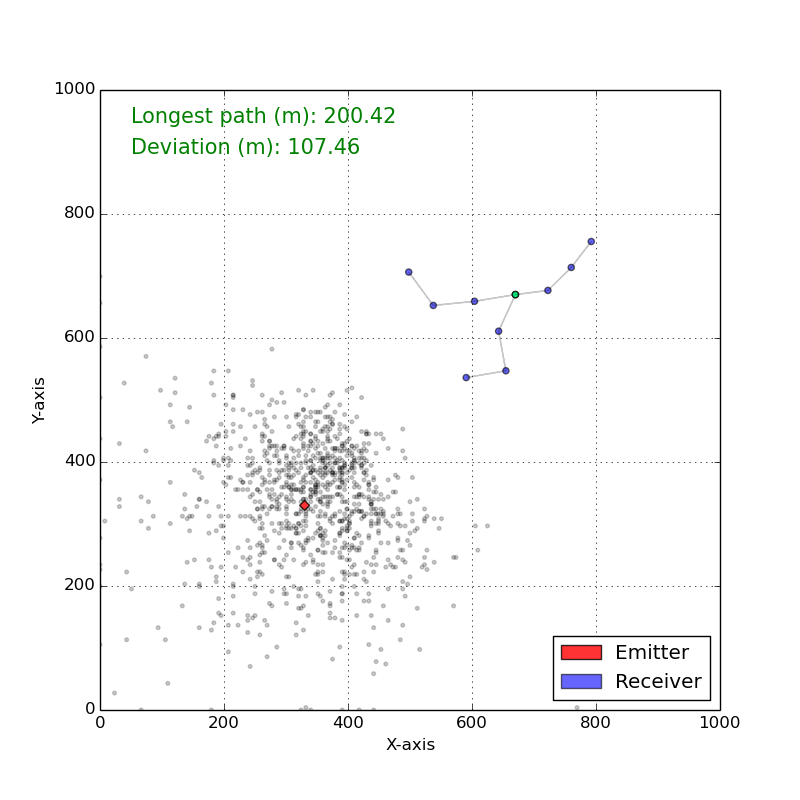 Longest path (m): 200.42
Deviation (m): 107.46
1000
800
600
400
200
0
Y-axis
0 200 400 600 800 1000
X-axis
Emitter
Receiver